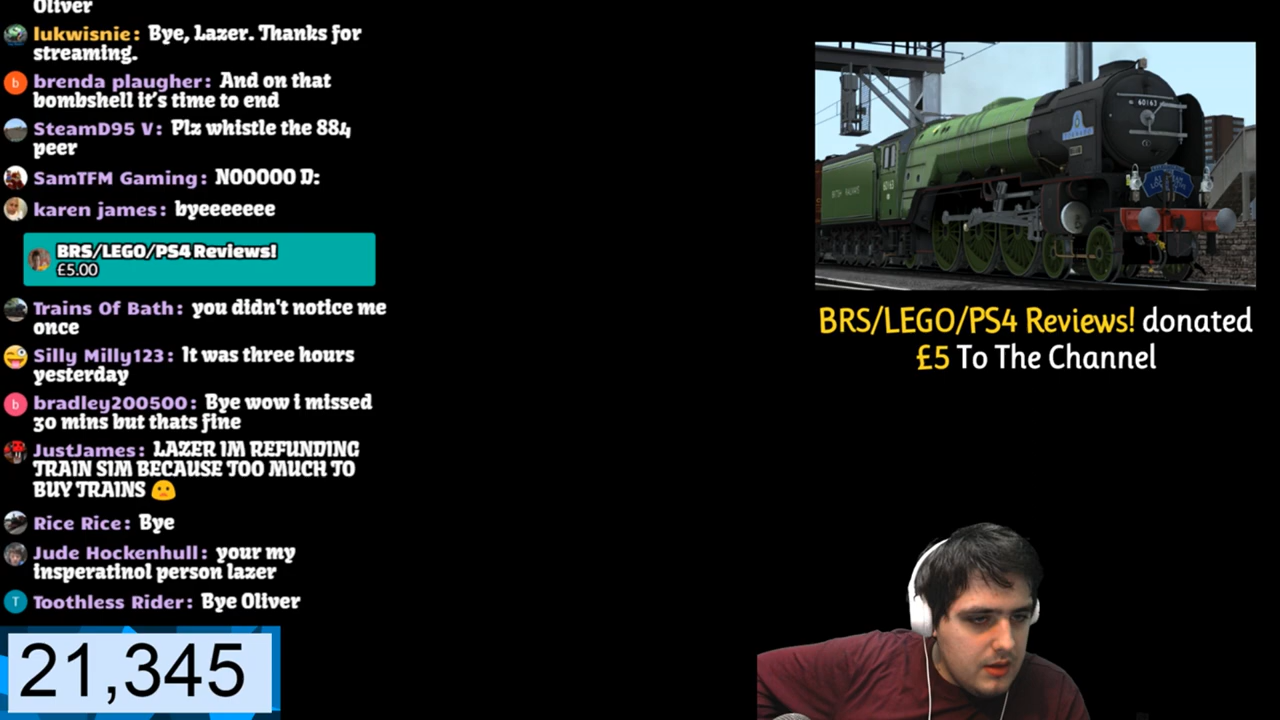 Oliver
lukwisnie: Bye, Lazer. Thanks for
streaming.
b
brenda plaugher: And on that
bombshell it's time to end
SteamD95 V: Plz whistle the 884
peer
SamTFM Gaming: NOOOOO D:
karen james: byeeeeeee
BRS/LEGO/PS4 Reviews!
£5.00
Trains Of Bath: you didn't notice me
once
Silly Milly123: It was three hours
yesterday
b
bradley200500: Bye wow i missed
30 mins but thats fine
JustJames: LAZER IM REFUNDING
TRAIN SIM BECAUSE TOO MUCH TO
BUY TRAINS 🙁
Rice Rice: Bye
Jude Hockenhull: your my
insperatinol person lazer
T
Toothless Rider: Bye Oliver
21,345
60163
BRITISH RAILWAYS
60163
BRS/LEGO/PS4 Reviews! donated
£5 To The Channel